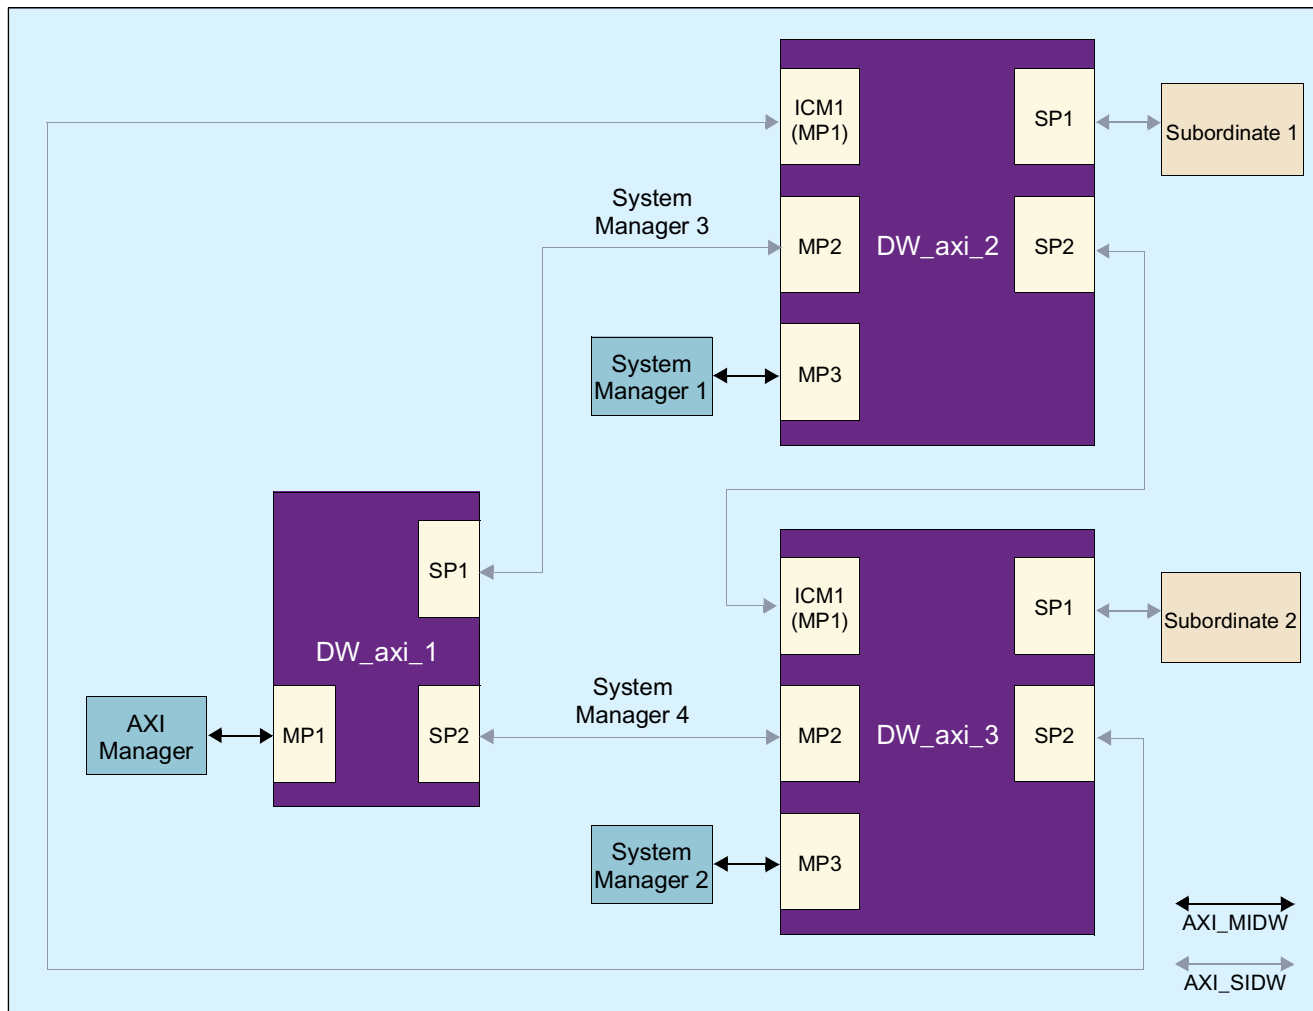 ICM1
(MP1)
SP1
Subordinate 1
System
Manager 3
MP2
DW_axi_2
SP2
System
Manager 1
MP3
SP1
ICM1
(MP1)
SP1
Subordinate 2
DW_axi_1
System
Manager 4
AXI
Manager
MP1
SP2
MP2
DW_axi_3
SP2
System
Manager 2
MP3
AXI_MIDW
AXI_SIDW